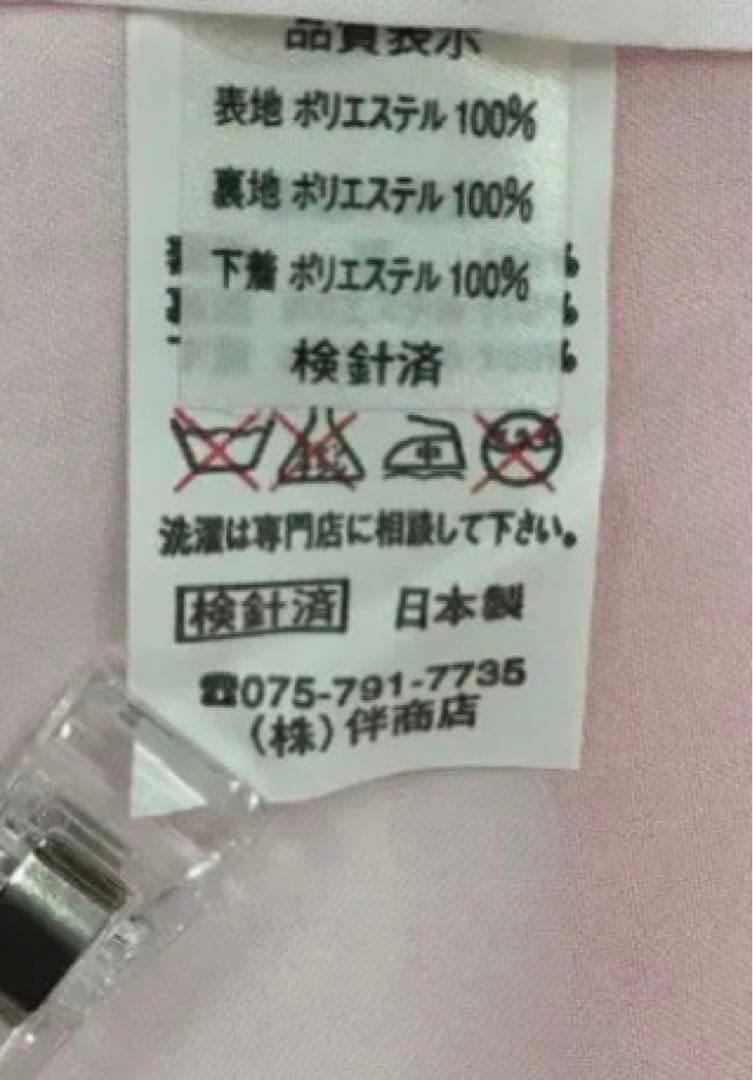 品質表示
表地 ポリエステル 100%
裏地 ポリエステル 100%
下着 ポリエステル 100%
検針済
中
洗濯は専門店に相談して下さい。
検針済 日本製
☎075-791-7735
(株) 伴商店